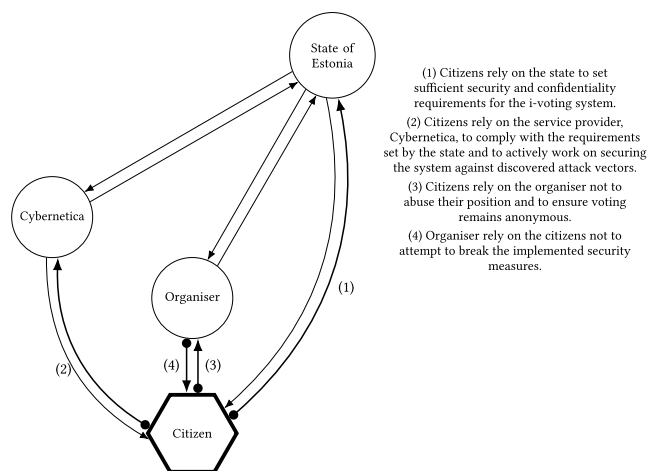 State of
Estonia
(1) Citizens rely on the state to set
sufficient security and confidentiality
requirements for the i-voting system.
(2) Citizens rely on the service provider,
Cybernetica, to comply with the requirements
set by the state and to actively work on securing
the system against discovered attack vectors.
(3) Citizens rely on the organiser not to
abuse their position and to ensure voting
remains anonymous.
(4) Organiser rely on the citizens not to
attempt to break the implemented security
measures.
Cybernetica
Organiser
(1)
(4)
(3)
(2)
Citizen